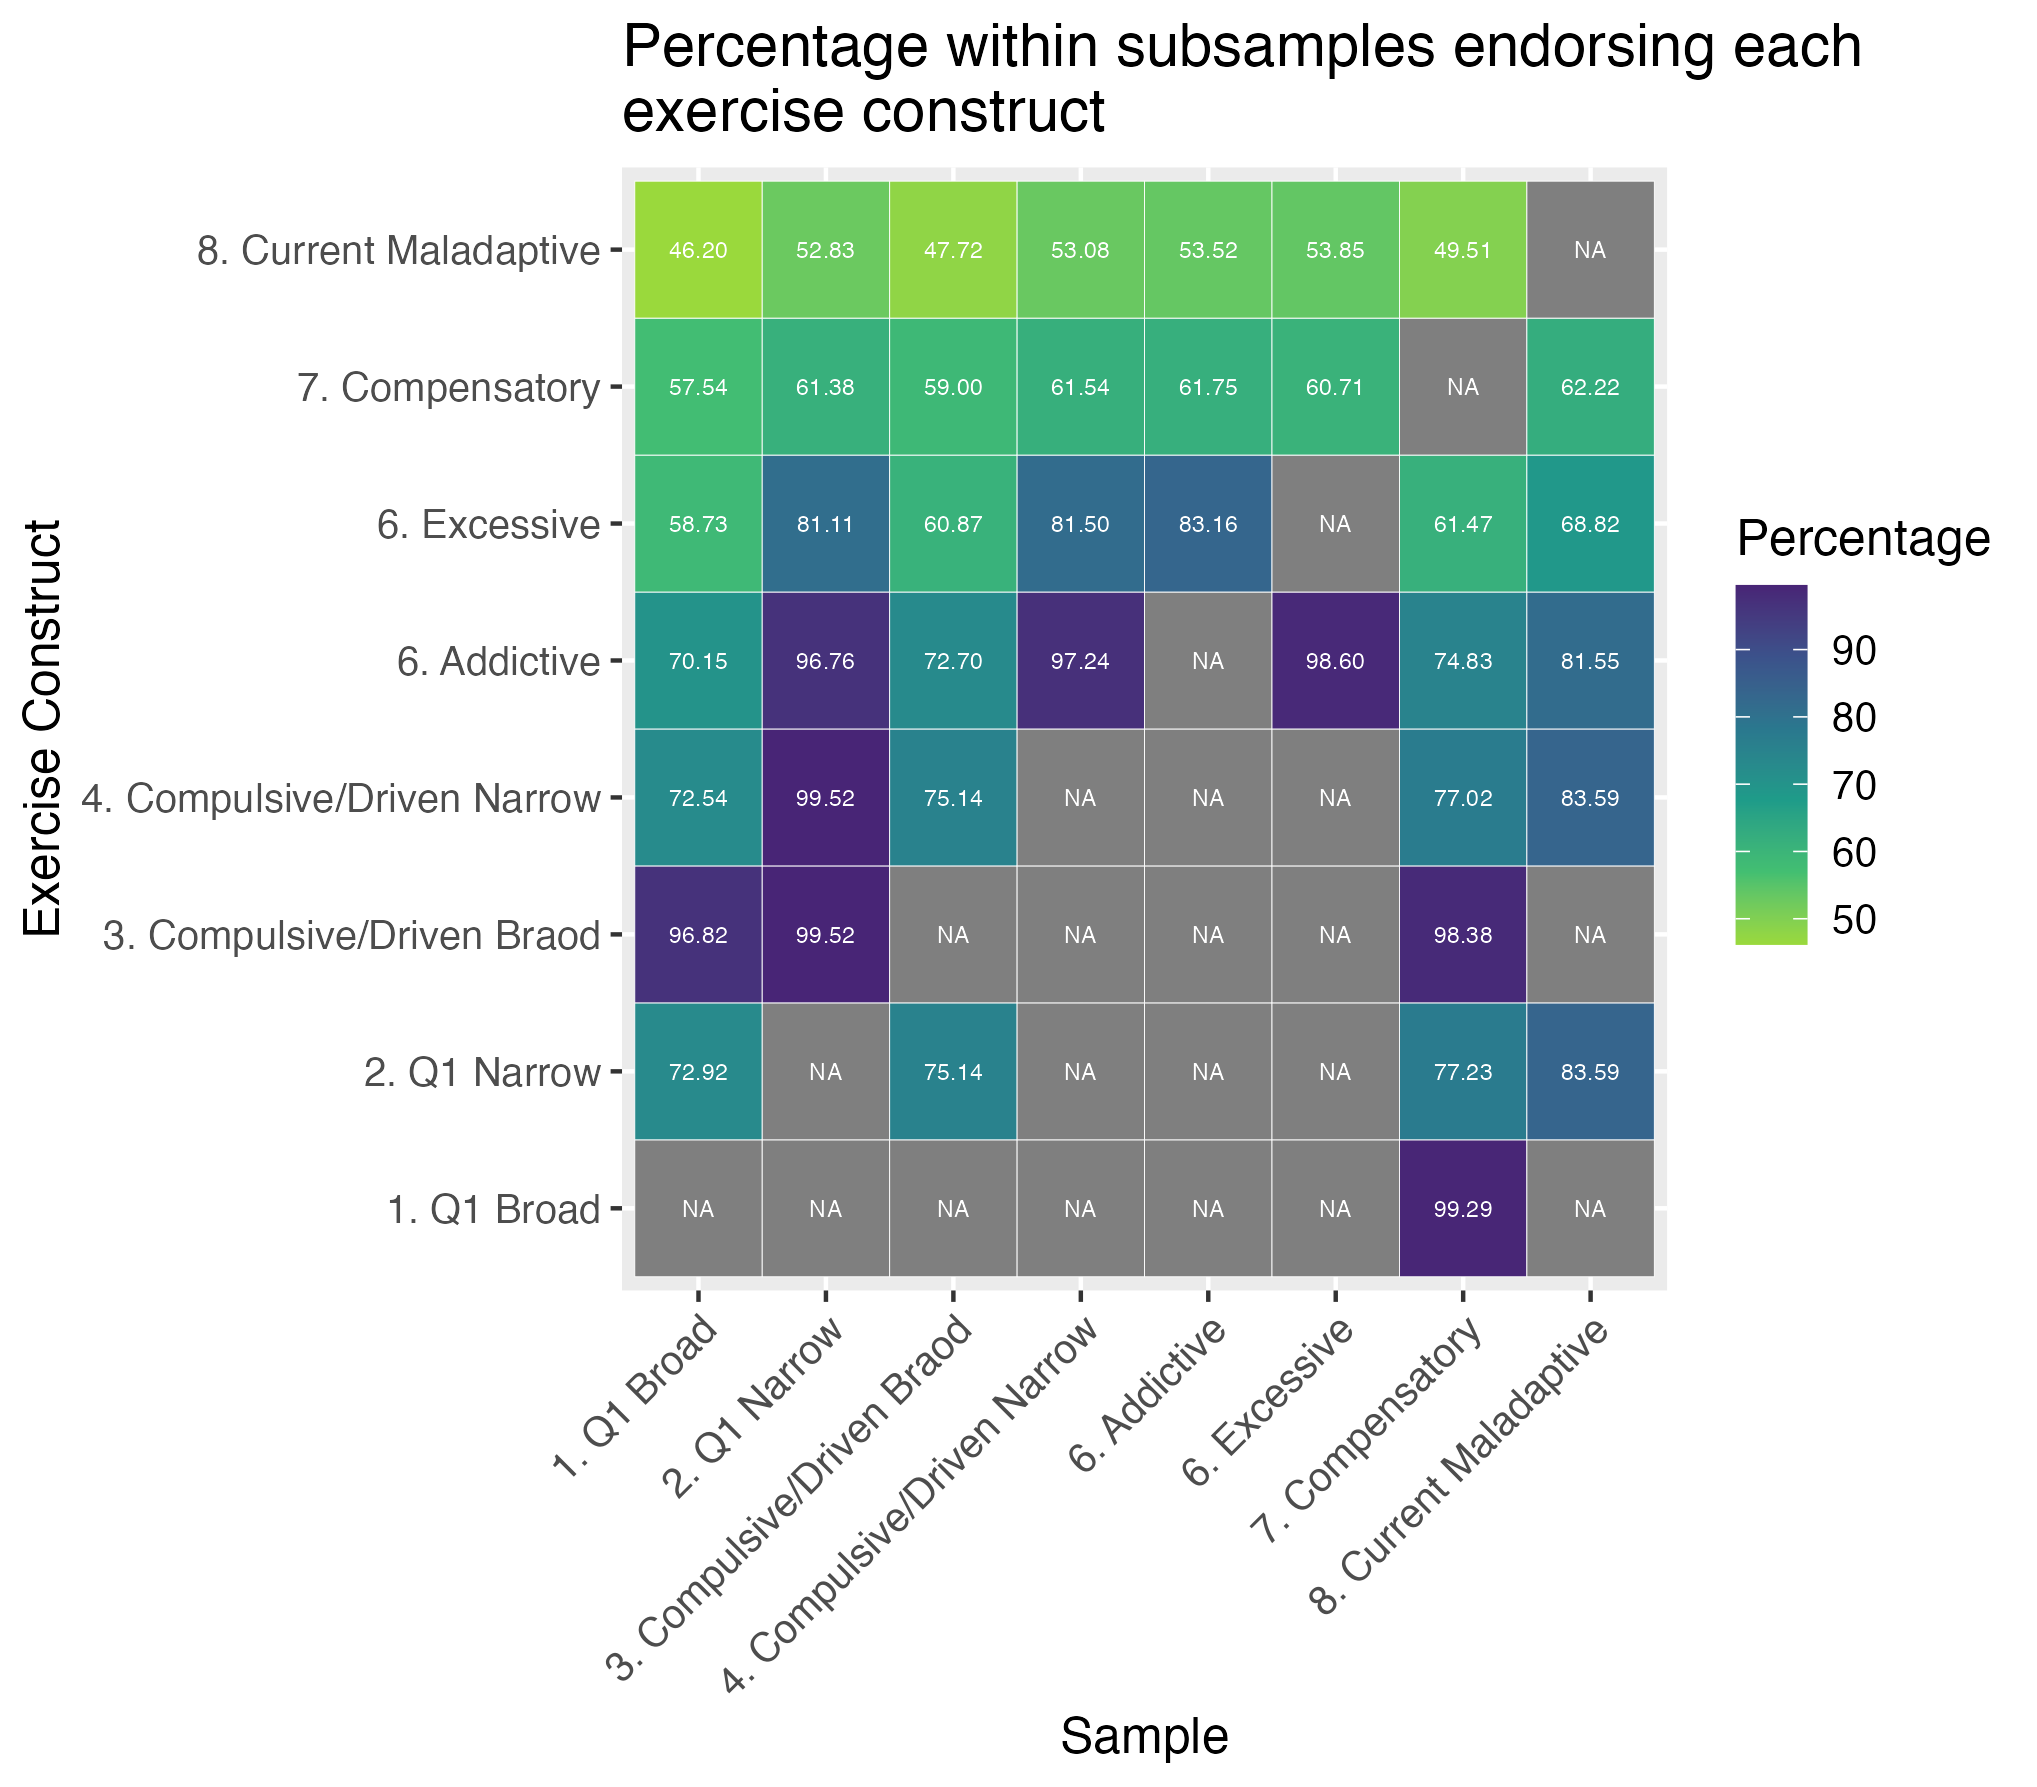 Percentage within subsamples endorsing each
exercise construct
Exercise Construct
8. Current Maladaptive 46.20 52.83 47.72 53.08 53.52 53.85 49.51 NA
7. Compensatory 57.54 61.38 59.00 61.54 61.75 60.71 NA 62.22
6. Excessive 58.73 81.11 60.87 81.50 83.16 NA 61.47 68.82
6. Addictive 70.15 96.76 72.70 97.24 NA 98.60 74.83 81.55
4. Compulsive/Driven Narrow 72.54 99.52 75.14 NA NA NA 77.02 83.59
3. Compulsive/Driven Braod 96.82 99.52 NA NA NA NA 98.38 NA
2. Q1 Narrow 72.92 NA 75.14 NA NA NA 77.23 83.59
1. Q1 Broad NA NA NA NA NA NA 99.29 NA
1. Q1 Broad
2. Q1 Narrow
3. Compulsive/Driven Braod
4. Compulsive/Driven Narrow
6. Addictive
6. Excessive
7. Compensatory
8. Current Maladaptive
Sample
Percentage
90
80
70
60
50